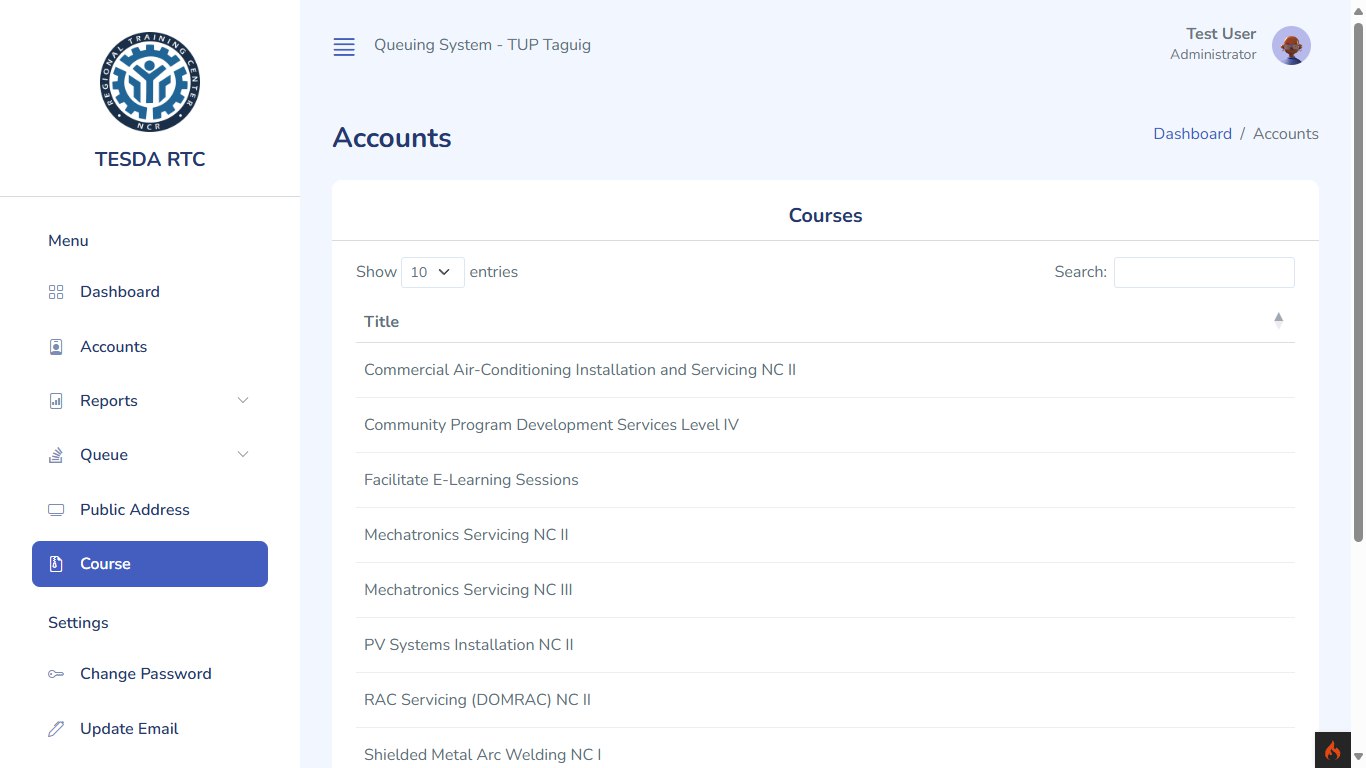 REGIONAL TRAINING CENTER
NCR
TESDA RTC
Menu
Dashboard
Accounts
Reports
Queue
Public Address
Course
Settings
Change Password
Update Email
Queuing System - TUP Taguig
Test User
Administrator
Accounts
Dashboard / Accounts
Courses
Show 10 entries
Search:
Title
Commercial Air-Conditioning Installation and Servicing NC II
Community Program Development Services Level IV
Facilitate E-Learning Sessions
Mechatronics Servicing NC II
Mechatronics Servicing NC III
PV Systems Installation NC II
RAC Servicing (DOMRAC) NC II
Shielded Metal Arc Welding NC I